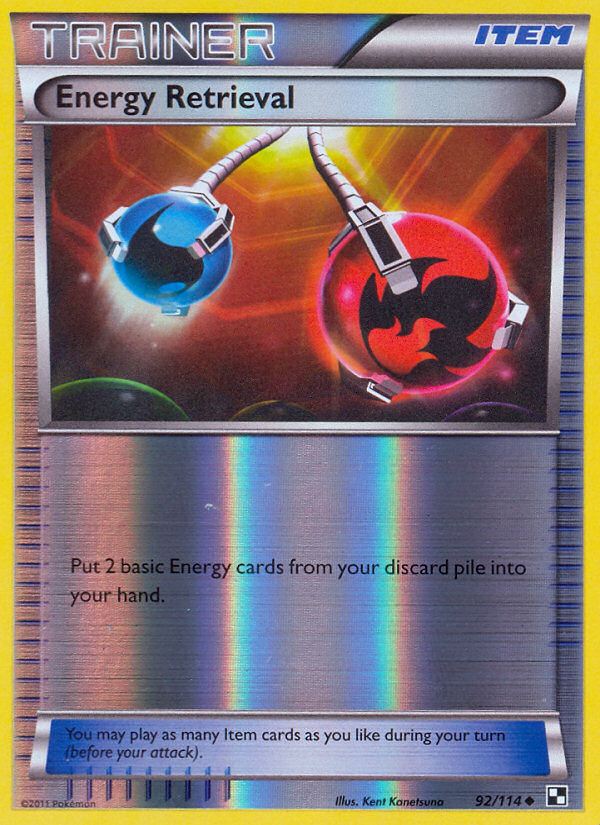 TRAINER
ITEM
Energy Retrieval
Put 2 basic Energy cards from your discard pile into
your hand.
You may play as many Item cards as you like during your turn
(before your attack).
©2011 Pokémon
Illus. Kent Kanetsuna
92/114